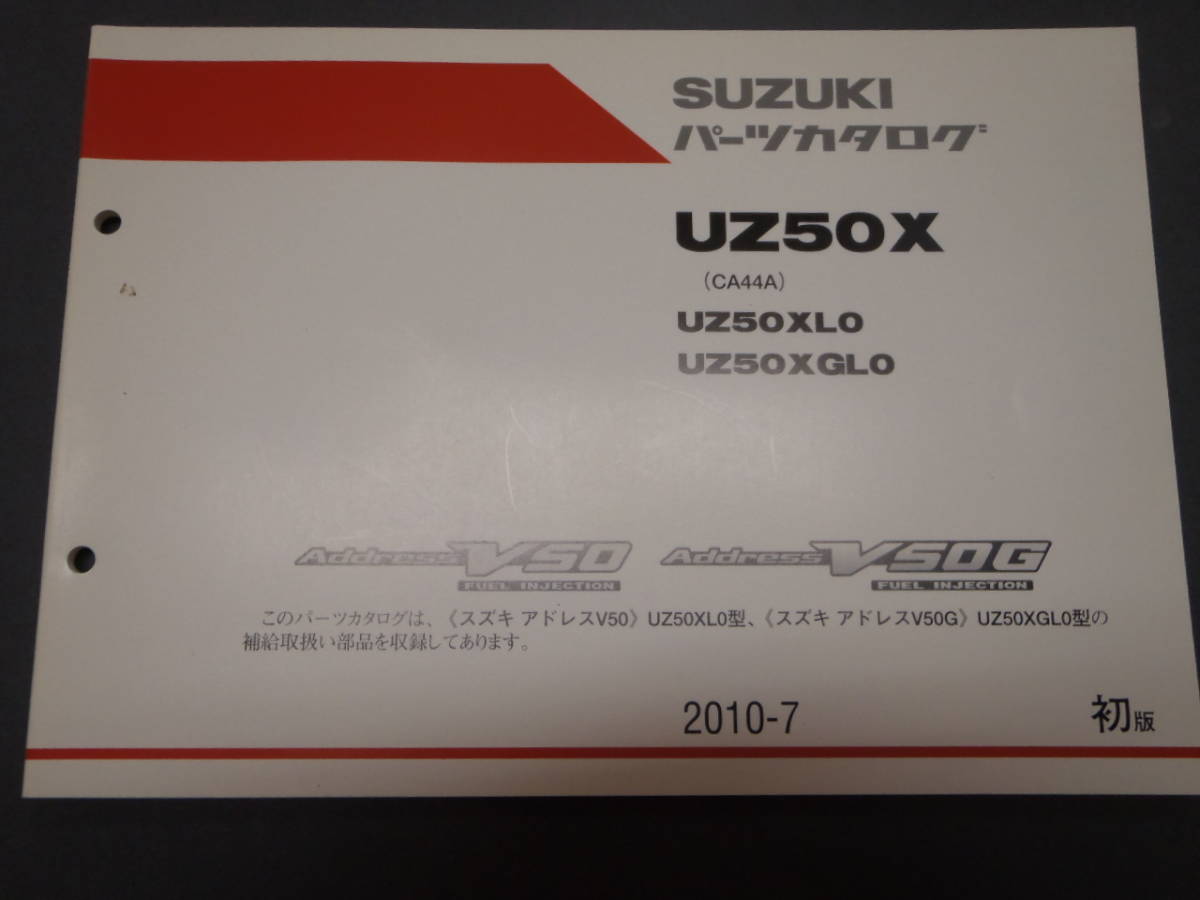 SUZUKI
パーツカタログ
UZ50X
(CA44A)
UZ50XL0
UZ50XGL0
Address V50 Address V50G
FUEL INJECTION FUEL INJECTION
このパーツカタログは、《スズキ アドレスV50》UZ50XL0型、《スズキ アドレスV50G》UZ50XGL0型の
補給取扱い部品を収録してあります。
2010-7 初版